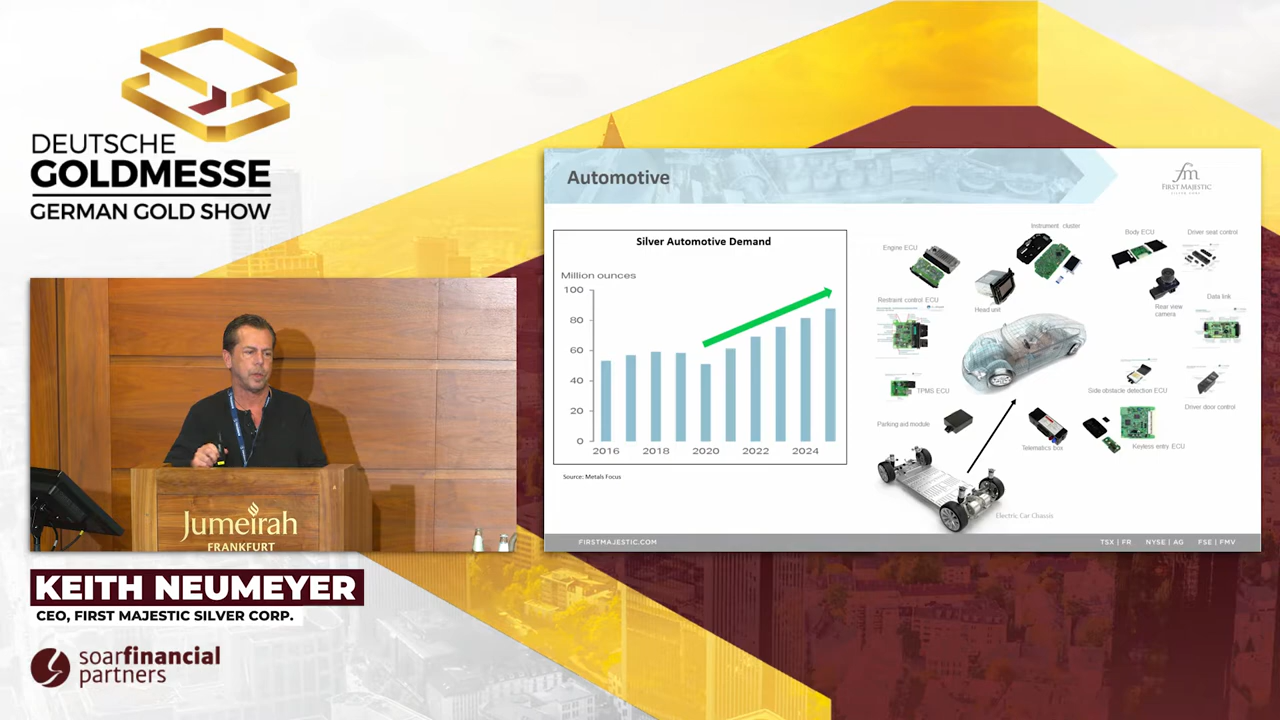 DEUTSCHE
GOLDMESSE
GERMAN GOLD SHOW
Jumeirah
FRANKFURT
KEITH NEUMEYER
CEO, FIRST MAJESTIC SILVER CORP.
soarfinancial
partners
Automotive
fm
FIRST MAJESTIC
SILVER CORP
Silver Automotive Demand
Million ounces
100
80
60
40
20
0
2016 2018 2020 2022 2024
Source: Metals Focus
Instrument cluster
Body ECU
Driver seat control
Engine ECU
Restraint control ECU
Head unit
Rear view
camera
Data link
TPMS ECU
Side obstacle detection ECU
Driver door control
Parking aid module
Telematics box
Keyless entry ECU
Electric Car Chassis
FIRSTMAJESTIC.COM
TSX | FR NYSE | AG FSE | FMV